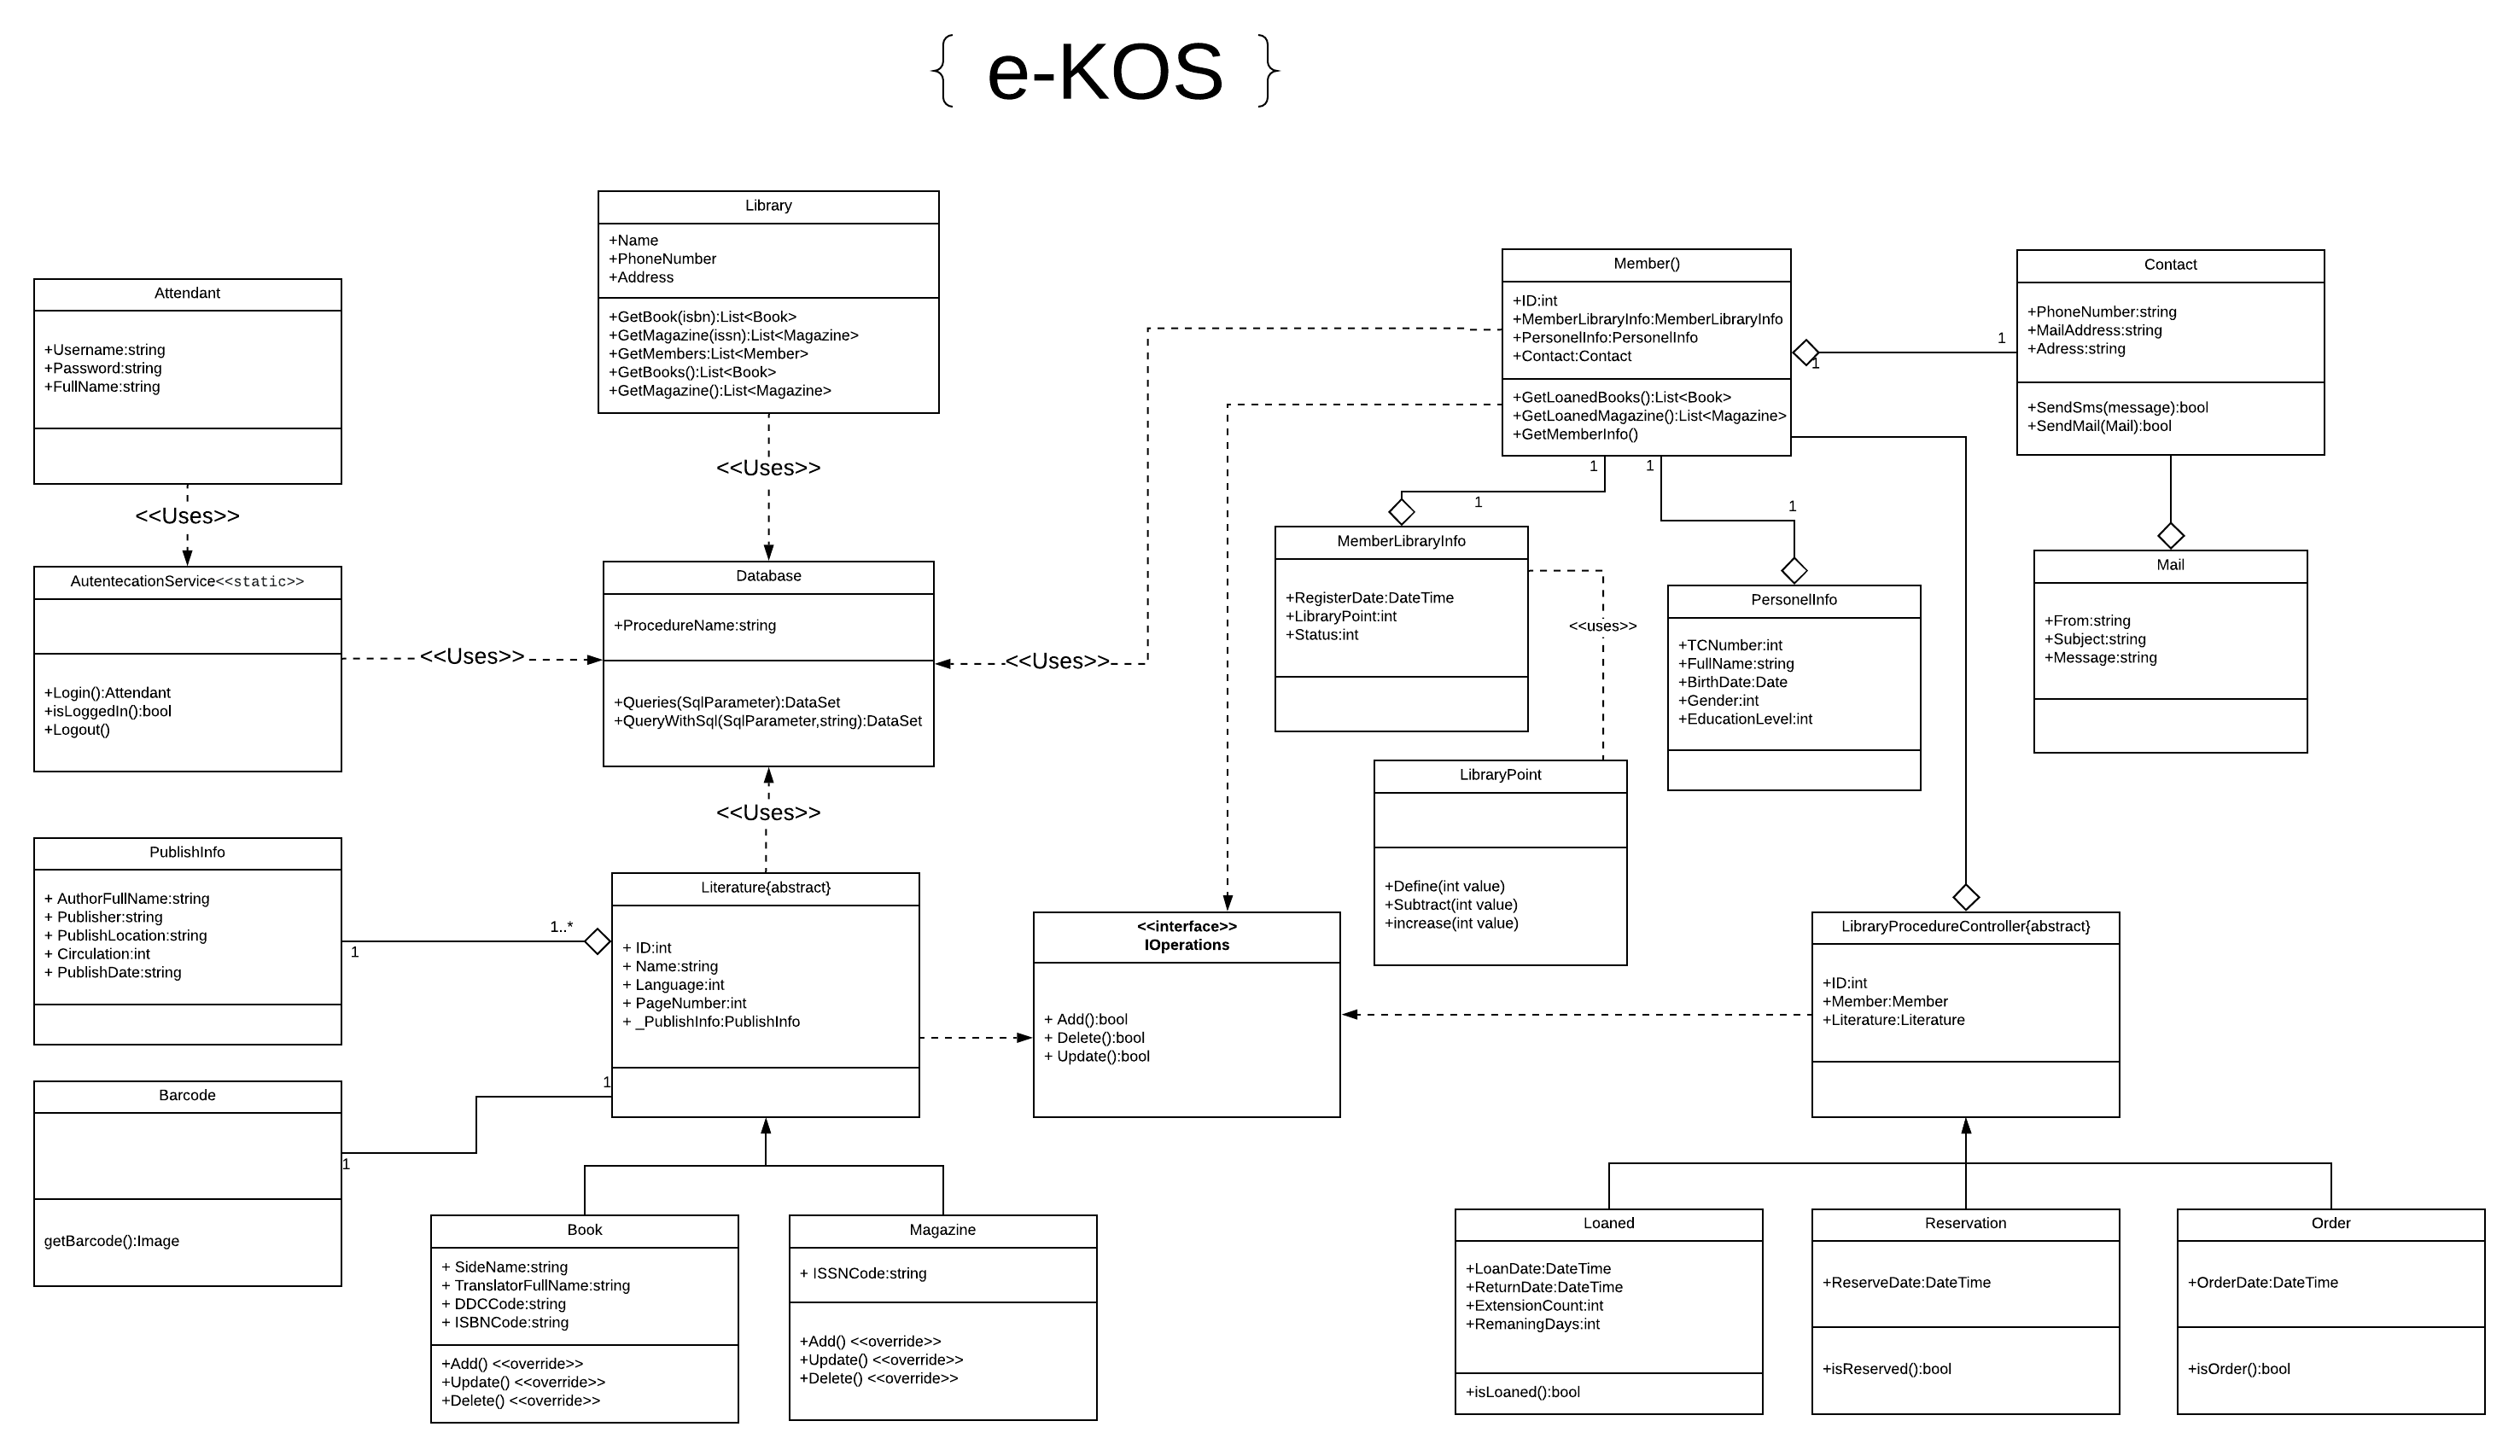 e-KOS
Library
+Name
+PhoneNumber
+Address
+GetBook(isbn):List<Book>
+GetMagazine(issn):List<Magazine>
+GetMembers:List<Member>
+GetBooks():List<Book>
+GetMagazine():List<Magazine>
<<Uses>>
Attendant
+Username:string
+Password:string
+FullName:string
<<Uses>>
AutentecationService<<static>>
+Login():Attendant
+isLoggedIn():bool
+Logout()
<<Uses>>
Database
+ProcedureName:string
+Queries(SqlParameter):DataSet
+QueryWithSql(SqlParameter,string):DataSet
<<Uses>>
<<Uses>>
Member()
+ID:int
+MemberLibraryInfo:MemberLibraryInfo
+PersonelInfo:PersonelInfo
+Contact:Contact
+GetLoanedBooks():List<Book>
+GetLoanedMagazine():List<Magazine>
+GetMemberInfo()
1
1
Contact
+PhoneNumber:string
+MailAddress:string
+Adress:string
+SendSms(message):bool
+SendMail(Mail):bool
1
1
1
1
MemberLibraryInfo
+RegisterDate:DateTime
+LibraryPoint:int
+Status:int
<<uses>>
PersonelInfo
+TCNumber:int
+FullName:string
+BirthDate:Date
+Gender:int
+EducationLevel:int
Mail
+From:string
+Subject:string
+Message:string
LibraryPoint
+Define(int value)
+Subtract(int value)
+increase(int value)
PublishInfo
+ AuthorFullName:string
+ Publisher:string
+ PublishLocation:string
+ Circulation:int
+ PublishDate:string
1
1..*
Literature{abstract}
+ ID:int
+ Name:string
+ Language:int
+ PageNumber:int
+ _PublishInfo:PublishInfo
<<interface>>
IOperations
+ Add():bool
+ Delete():bool
+ Update():bool
LibraryProcedureController{abstract}
+ID:int
+Member:Member
+Literature:Literature
Barcode
getBarcode():Image
1
1
Book
+ SideName:string
+ TranslatorFullName:string
+ DDCCode:string
+ ISBNCode:string
+Add() <<override>>
+Update() <<override>>
+Delete() <<override>>
Magazine
+ ISSNCode:string
+Add() <<override>>
+Update() <<override>>
+Delete() <<override>>
Loaned
+LoanDate:DateTime
+ReturnDate:DateTime
+ExtensionCount:int
+RemaningDays:int
+isLoaned():bool
Reservation
+ReserveDate:DateTime
+isReserved():bool
Order
+OrderDate:DateTime
+isOrder():bool